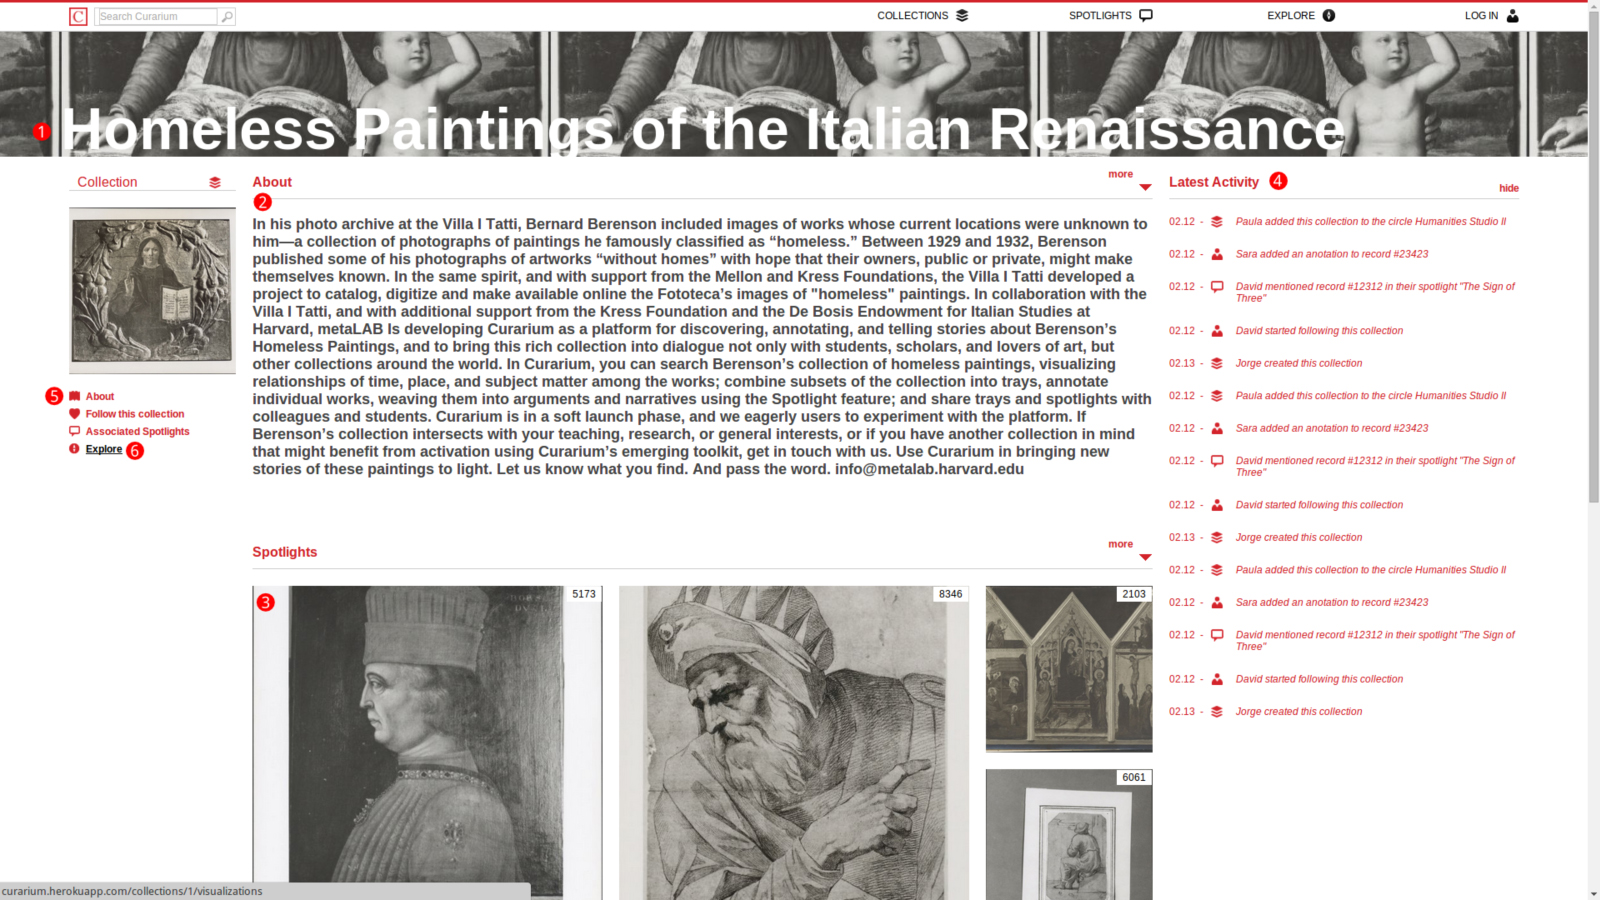 C Search Curarium COLLECTIONS SPOTLIGHTS EXPLORE LOG IN
1 Homeless Paintings of the Italian Renaissance
Collection
5 About
Follow this collection
Associated Spotlights
Explore 6
About more
2
In his photo archive at the Villa I Tatti, Bernard Berenson included images of works whose current locations were unknown to
him—a collection of photographs of paintings he famously classified as “homeless.” Between 1929 and 1932, Berenson
published some of his photographs of artworks “without homes” with hope that their owners, public or private, might make
themselves known. In the same spirit, and with support from the Mellon and Kress Foundations, the Villa I Tatti developed a
project to catalog, digitize and make available online the Fototeca’s images of "homeless" paintings. In collaboration with the
Villa I Tatti, and with additional support from the Kress Foundation and the De Bosis Endowment for Italian Studies at
Harvard, metaLAB Is developing Curarium as a platform for discovering, annotating, and telling stories about Berenson’s
Homeless Paintings, and to bring this rich collection into dialogue not only with students, scholars, and lovers of art, but
other collections around the world. In Curarium, you can search Berenson’s collection of homeless paintings, visualizing
relationships of time, place, and subject matter among the works; combine subsets of the collection into trays, annotate
individual works, weaving them into arguments and narratives using the Spotlight feature; and share trays and spotlights with
colleagues and students. Curarium is in a soft launch phase, and we eagerly users to experiment with the platform. If
Berenson’s collection intersects with your teaching, research, or general interests, or if you have another collection in mind
that might benefit from activation using Curarium’s emerging toolkit, get in touch with us. Use Curarium in bringing new
stories of these paintings to light. Let us know what you find. And pass the word. info@metalab.harvard.edu
Spotlights more
3 5173 8346 2103
6061
Latest Activity 4
hide
02.12 - Paula added this collection to the circle Humanities Studio II
02.12 - Sara added an anotation to record #23423
02.12 - David mentioned record #12312 in their spotlight "The Sign of
Three"
02.12 - David started following this collection
02.13 - Jorge created this collection
02.12 - Paula added this collection to the circle Humanities Studio II
02.12 - Sara added an anotation to record #23423
02.12 - David mentioned record #12312 in their spotlight "The Sign of
Three"
02.12 - David started following this collection
02.13 - Jorge created this collection
02.12 - Paula added this collection to the circle Humanities Studio II
02.12 - Sara added an anotation to record #23423
02.12 - David mentioned record #12312 in their spotlight "The Sign of
Three"
02.12 - David started following this collection
02.13 - Jorge created this collection
curarium.herokuapp.com/collections/1/visualizations